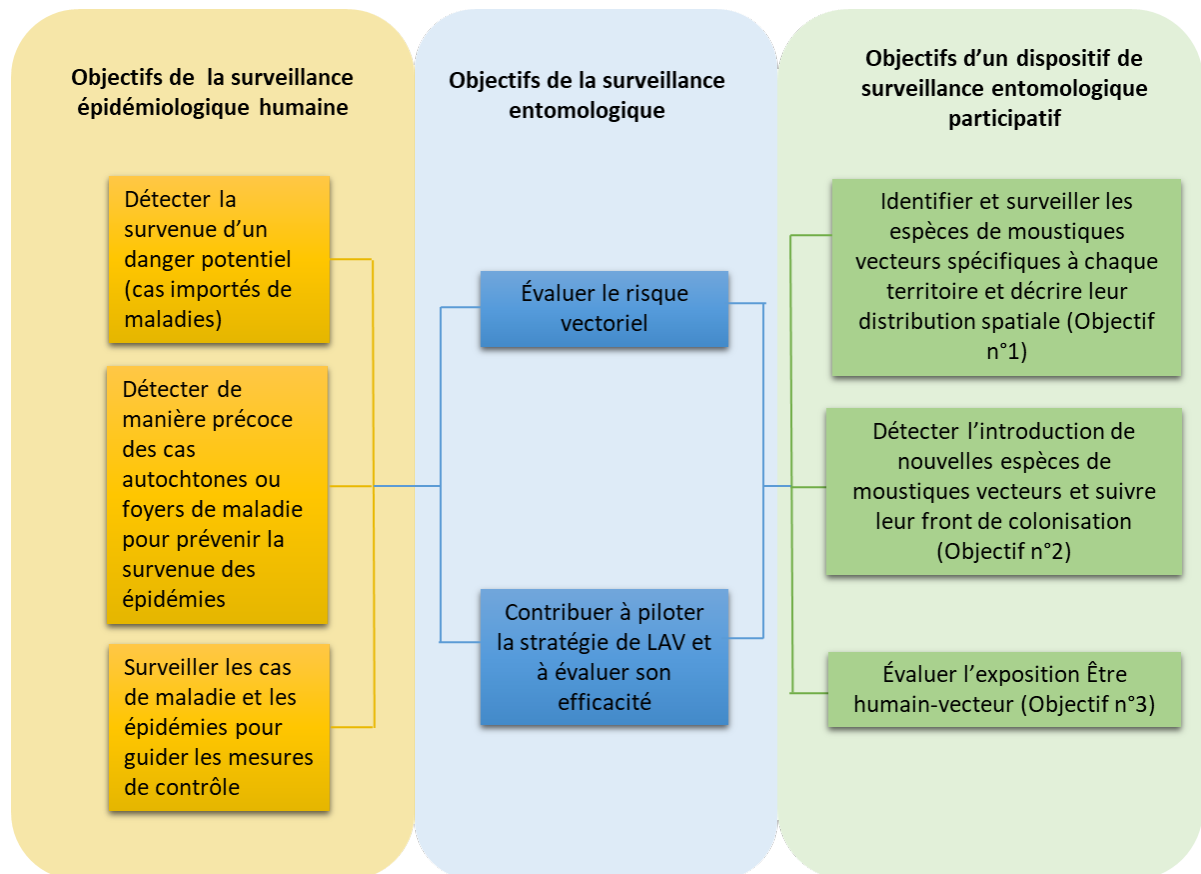 Objectifs de la surveillance
épidémiologique humaine
Détecter la
survenue d’un
danger potentiel
(cas importés de
maladies)
Détecter de
manière précoce
des cas
autochtones ou
foyers de maladie
pour prévenir la
survenue des
épidémies
Surveiller les cas
de maladie et les
épidémies pour
guider les mesures
de contrôle
Objectifs de la surveillance
entomologique
Évaluer le risque
vectoriel
Contribuer à piloter
la stratégie de LAV et
à évaluer son
efficacité
Objectifs d’un dispositif de
surveillance entomologique
participatif
Identifier et surveiller les
espèces de moustiques
vecteurs spécifiques à chaque
territoire et décrire leur
distribution spatiale (Objectif
n°1)
Détecter l’introduction de
nouvelles espèces de
moustiques vecteurs et suivre
leur front de colonisation
(Objectif n°2)
Évaluer l’exposition Être
humain-vecteur (Objectif n°3)